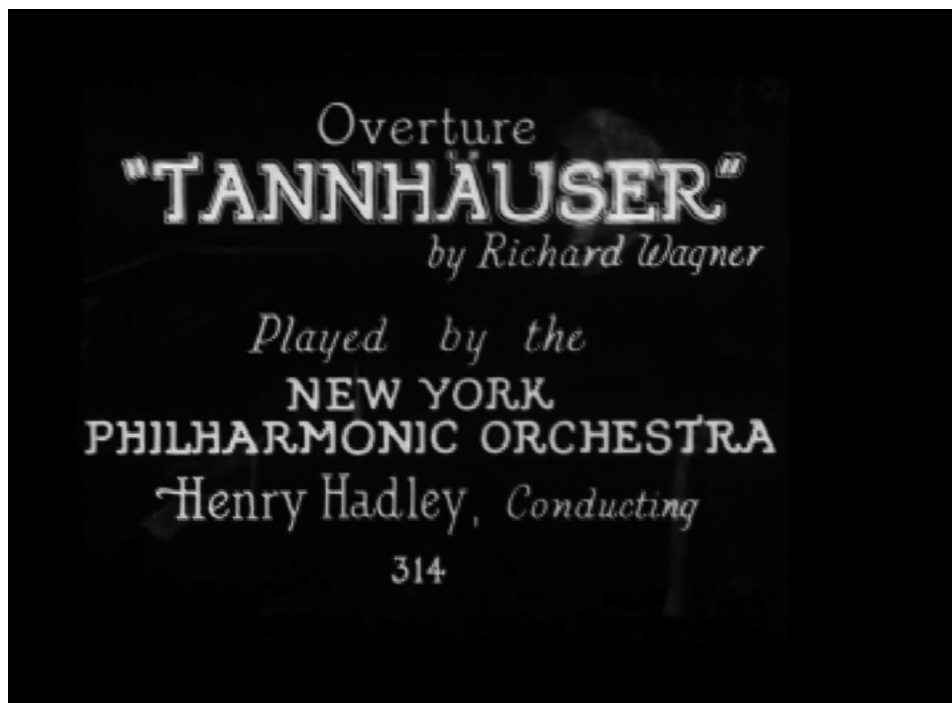 Overture
"TANNHÄUSER"
by Richard Wagner
Played by the
NEW YORK
PHILHARMONIC ORCHESTRA
Henry Hadley, Conducting
314